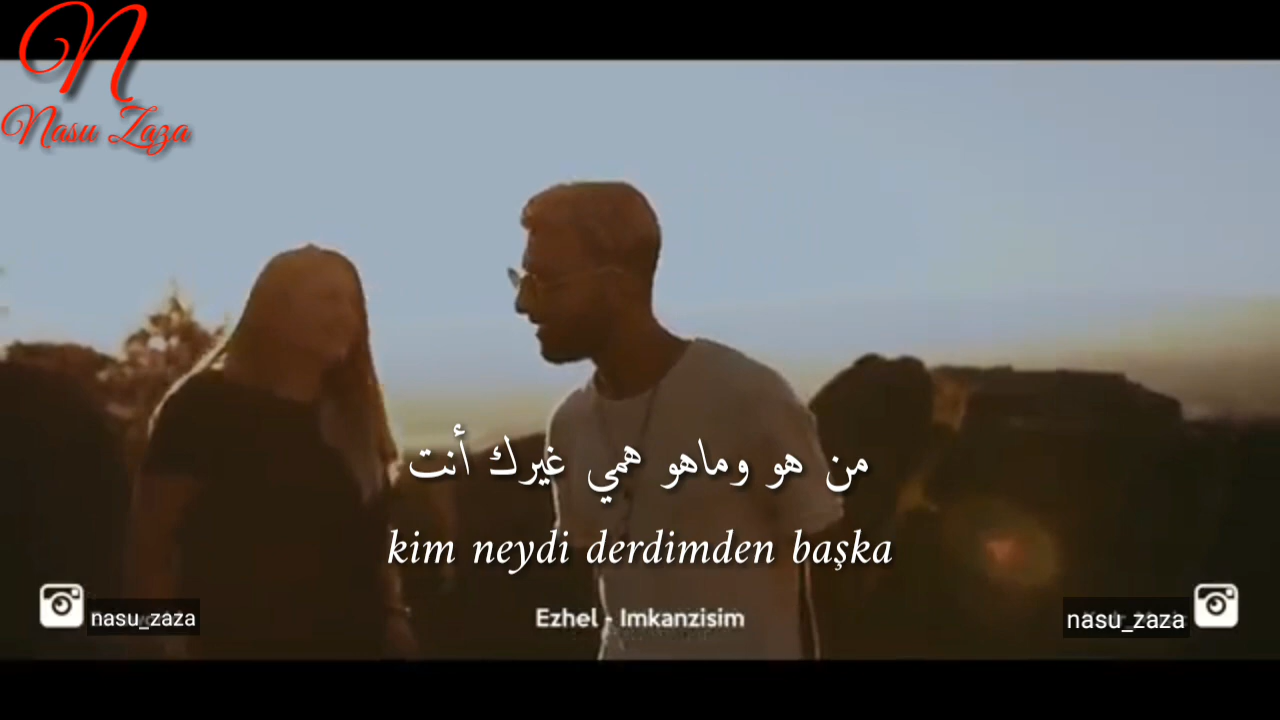 N
Nasu Zaza
من هو وماهو همي غيرك أنت
kim neydi derdimden başka
nasu_zaza
Ezhel - Imkanzisim
nasu_zaza